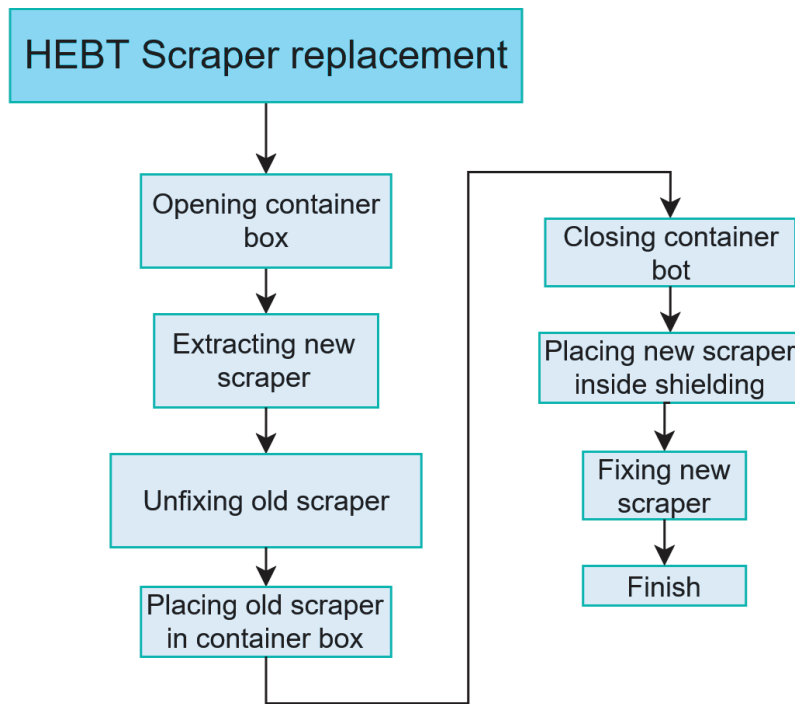 HEBT Scraper replacement
Opening container
box
Extracting new
scraper
Unfixing old scraper
Placing old scraper
in container box
Closing container
bot
Placing new scraper
inside shielding
Fixing new
scraper
Finish